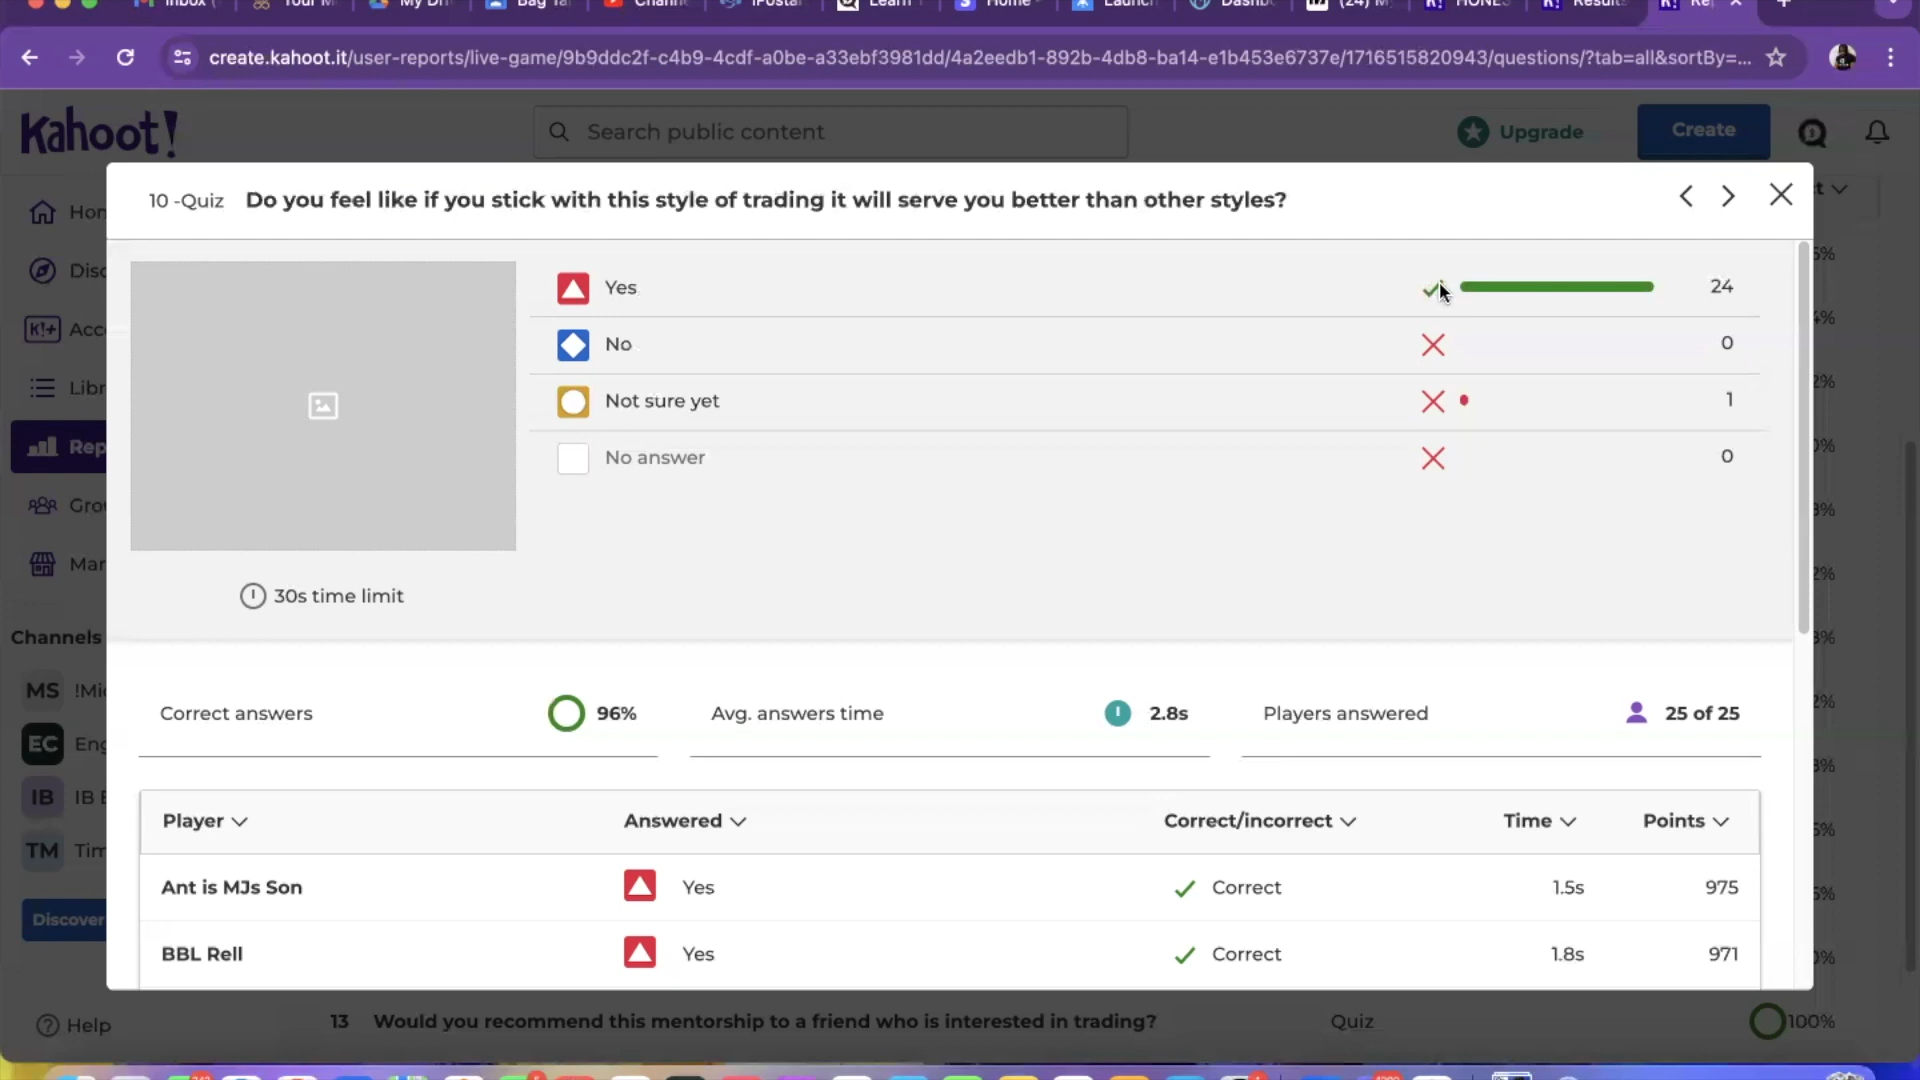 create.kahoot.it/user-reports/live-game/9b9ddc2f-c4b9-4cdf-a0be-a33ebf3981dd/4a2eedb1-892b-4db8-ba14-e1b453e6737e/1716515820943/questions/?tab=all&sortBy=...
Kahoot!
Search public content
Upgrade
Create
10 -Quiz Do you feel like if you stick with this style of trading it will serve you better than other styles?
Yes 24
No 0
Not sure yet 1
No answer 0
30s time limit
Channels
MS
EC
IB
TM
Discover
Correct answers 96%
Avg. answers time 2.8s
Players answered 25 of 25
Player Answered Correct/incorrect Time Points
Ant is MJs Son Yes Correct 1.5s 975
BBL Rell Yes Correct 1.8s 971
Help
13 Would you recommend this mentorship to a friend who is interested in trading? Quiz 100%